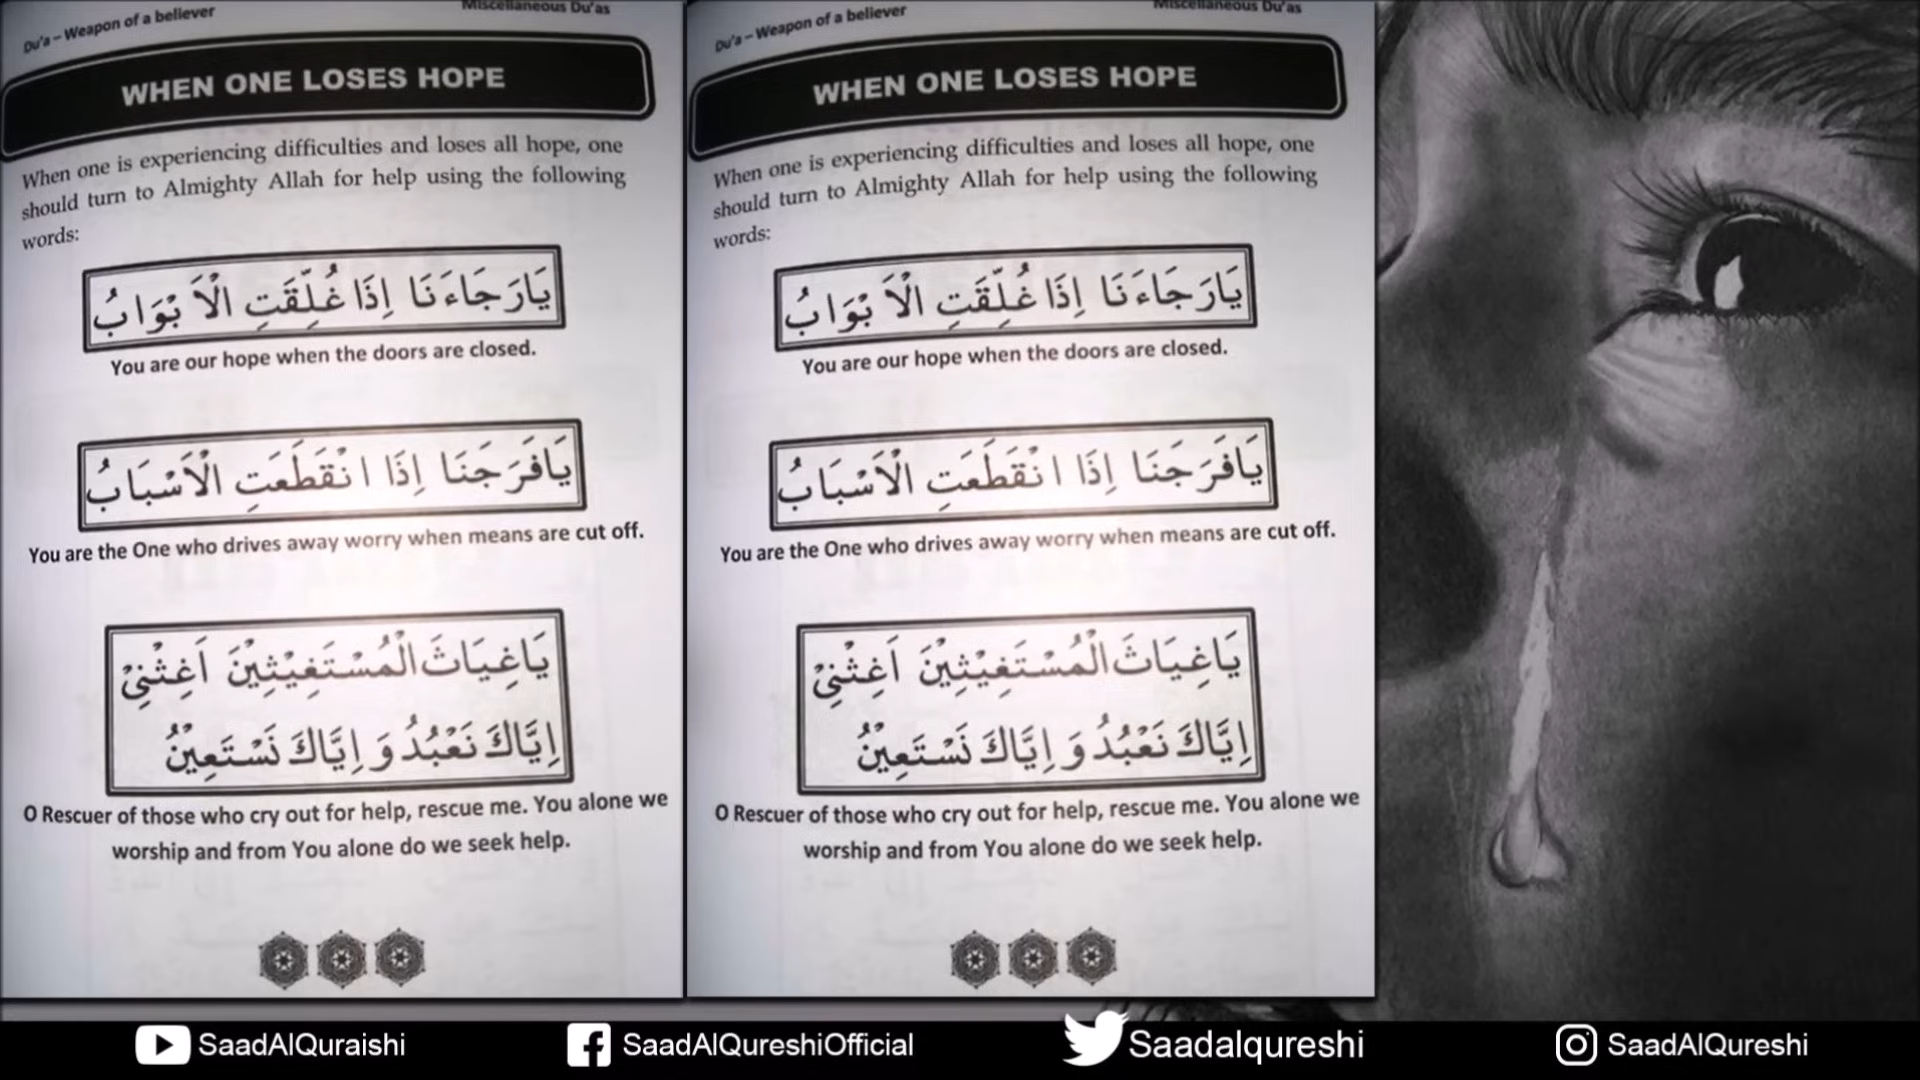 Du'a – Weapon of a believer
Miscellaneous Du'as
WHEN ONE LOSES HOPE
When one is experiencing difficulties and loses all hope, one
should turn to Almighty Allah for help using the following
words:
يَارَجَاءَنَا اِذَا غُلِّقَتِ الْاَبْوَابُ
You are our hope when the doors are closed.
يَافَرَجَنَا اِذَا انْقَطَعَتِ الْاَسْبَابُ
You are the One who drives away worry when means are cut off.
يَاغِيَاثَ الْمُسْتَغِيْثِيْنَ اَغِثْنِيْ
اِيَّاكَ نَعْبُدُ وَ اِيَّاكَ نَسْتَعِيْنُ
O Rescuer of those who cry out for help, rescue me. You alone we
worship and from You alone do we seek help.
Du'a – Weapon of a believer
Miscellaneous Du'as
WHEN ONE LOSES HOPE
When one is experiencing difficulties and loses all hope, one
should turn to Almighty Allah for help using the following
words:
يَارَجَاءَنَا اِذَا غُلِّقَتِ الْاَبْوَابُ
You are our hope when the doors are closed.
يَافَرَجَنَا اِذَا انْقَطَعَتِ الْاَسْبَابُ
You are the One who drives away worry when means are cut off.
يَاغِيَاثَ الْمُسْتَغِيْثِيْنَ اَغِثْنِيْ
اِيَّاكَ نَعْبُدُ وَ اِيَّاكَ نَسْتَعِيْنُ
O Rescuer of those who cry out for help, rescue me. You alone we
worship and from You alone do we seek help.
SaadAlQuraishi
SaadAlQureshiOfficial
Saadalqureshi
SaadAlQureshi